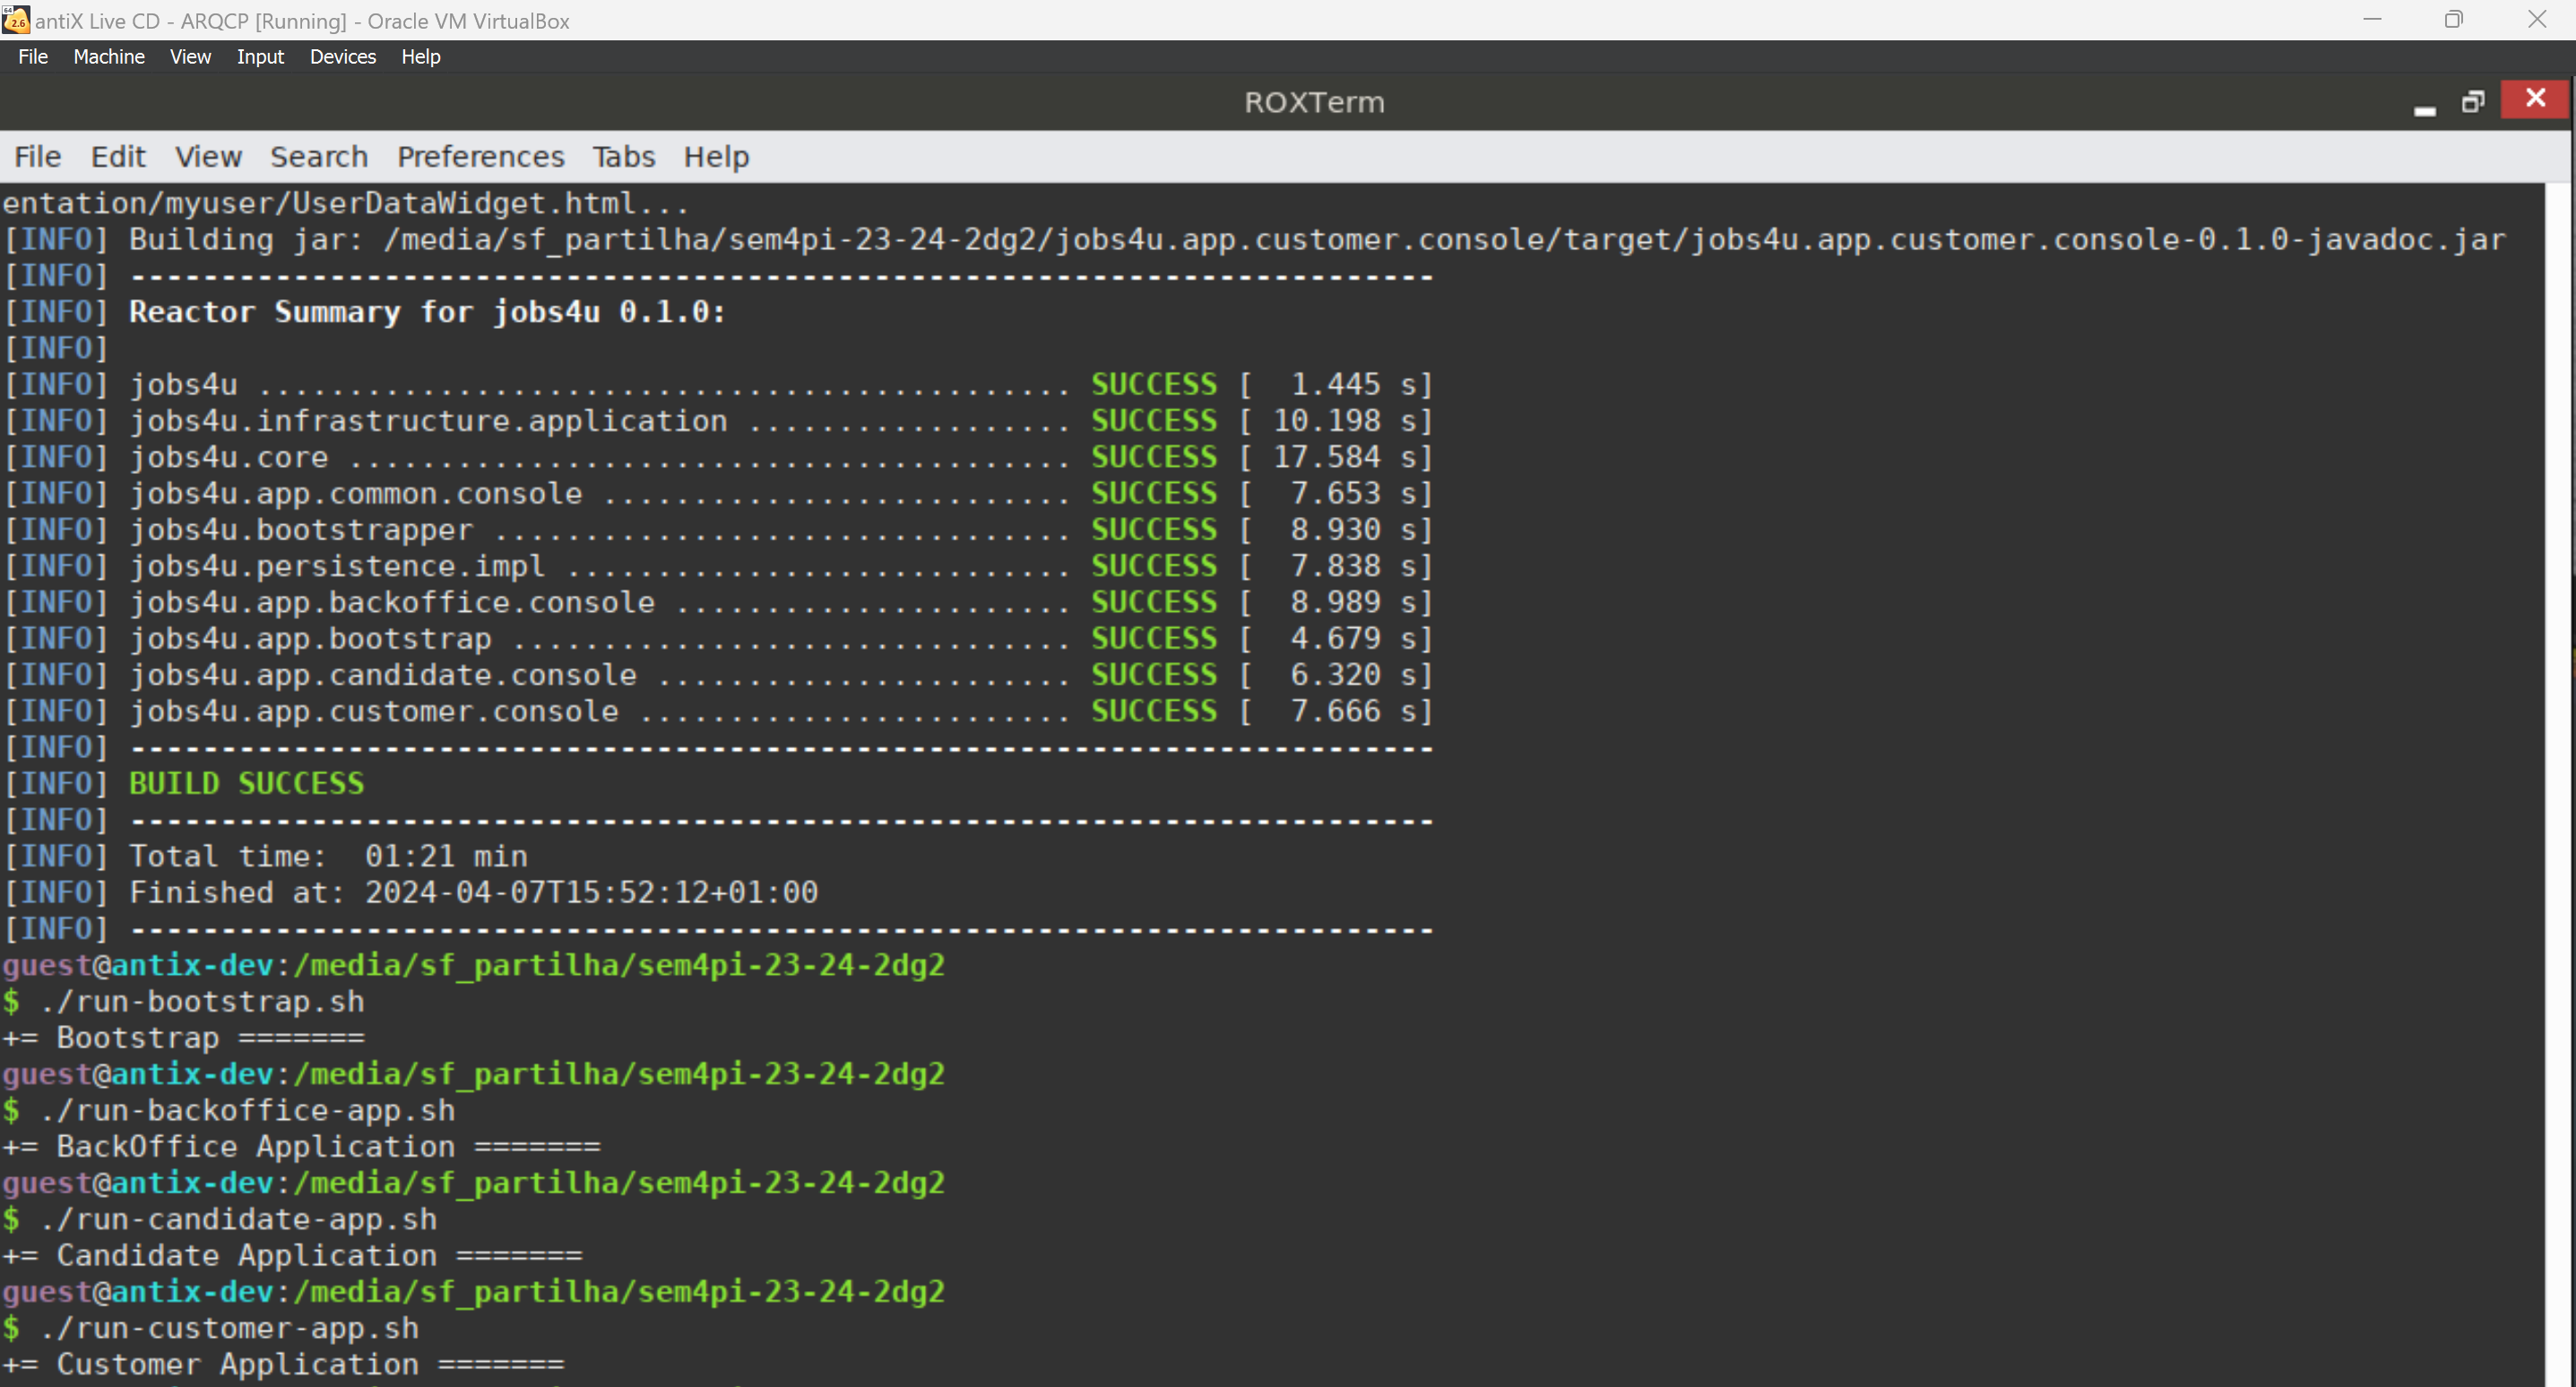 64
2.6
antiX Live CD - ARQCP [Running] - Oracle VM VirtualBox
File Machine View Input Devices Help
ROXTerm
File Edit View Search Preferences Tabs Help
entation/myuser/UserDataWidget.html...
[INFO] Building jar: /media/sf_partilha/sem4pi-23-24-2dg2/jobs4u.app.customer.console/target/jobs4u.app.customer.console-0.1.0-javadoc.jar
[INFO] ------------------------------------------------------------------------
[INFO] Reactor Summary for jobs4u 0.1.0:
[INFO]
[INFO] jobs4u ............................................. SUCCESS [  1.445 s]
[INFO] jobs4u.infrastructure.application .................. SUCCESS [ 10.198 s]
[INFO] jobs4u.core ........................................ SUCCESS [ 17.584 s]
[INFO] jobs4u.app.common.console .......................... SUCCESS [  7.653 s]
[INFO] jobs4u.bootstrapper ................................ SUCCESS [  8.930 s]
[INFO] jobs4u.persistence.impl ............................ SUCCESS [  7.838 s]
[INFO] jobs4u.app.backoffice.console ...................... SUCCESS [  8.989 s]
[INFO] jobs4u.app.bootstrap ............................... SUCCESS [  4.679 s]
[INFO] jobs4u.app.candidate.console ....................... SUCCESS [  6.320 s]
[INFO] jobs4u.app.customer.console ........................ SUCCESS [  7.666 s]
[INFO] ------------------------------------------------------------------------
[INFO] BUILD SUCCESS
[INFO] ------------------------------------------------------------------------
[INFO] Total time:  01:21 min
[INFO] Finished at: 2024-04-07T15:52:12+01:00
[INFO] ------------------------------------------------------------------------
guest@antix-dev:/media/sf_partilha/sem4pi-23-24-2dg2
$ ./run-bootstrap.sh
+= Bootstrap =======
guest@antix-dev:/media/sf_partilha/sem4pi-23-24-2dg2
$ ./run-backoffice-app.sh
+= BackOffice Application =======
guest@antix-dev:/media/sf_partilha/sem4pi-23-24-2dg2
$ ./run-candidate-app.sh
+= Candidate Application =======
guest@antix-dev:/media/sf_partilha/sem4pi-23-24-2dg2
$ ./run-customer-app.sh
+= Customer Application =======